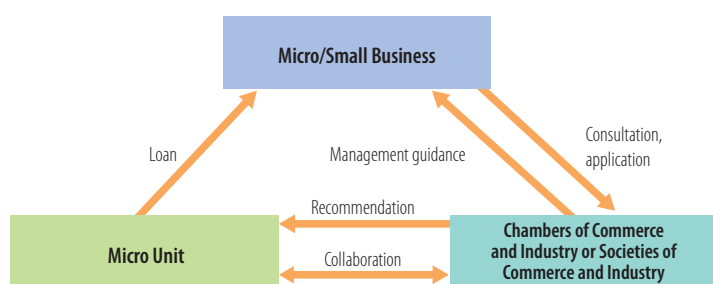 Micro/Small Business
Consultation,
application
Loan
Management guidance
Recommendation
Chambers of Commerce
and Industry or Societies of
Commerce and Industry
Micro Unit
Collaboration